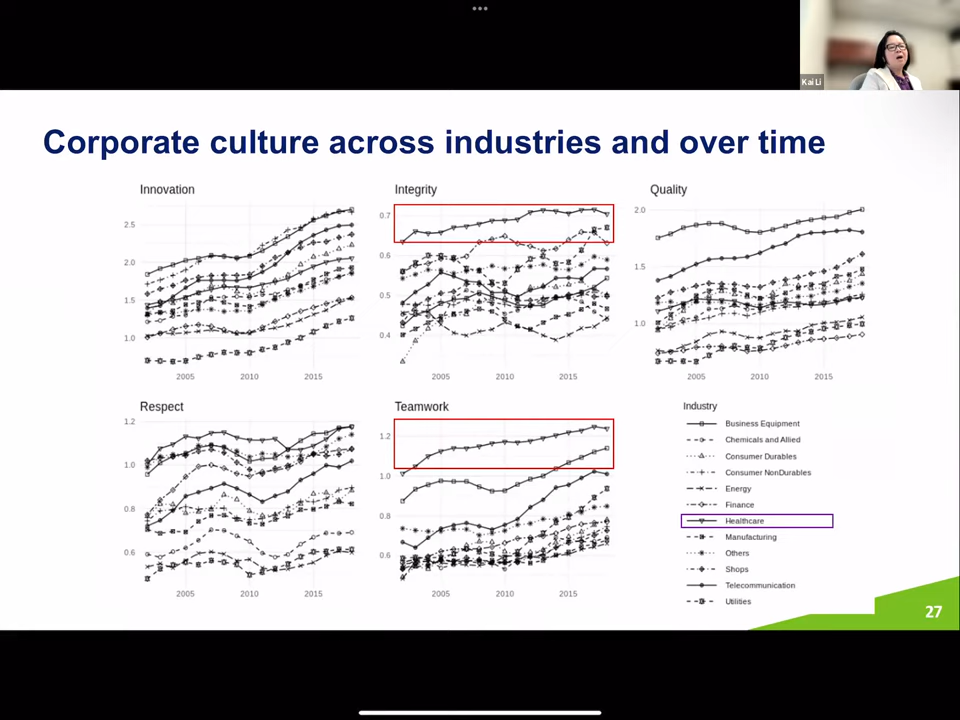 Kai Li
Corporate culture across industries and over time
Innovation
2.5
2.0
1.5
1.0
2005 2010 2015
Integrity
0.7
0.6
0.5
0.4
2005 2010 2015
Quality
2.0
1.5
1.0
2005 2010 2015
Respect
1.2
1.0
0.8
0.6
2005 2010 2015
Teamwork
1.2
1.0
0.8
0.6
2005 2010 2015
Industry
Business Equipment
Chemicals and Allied
Consumer Durables
Consumer NonDurables
Energy
Finance
Healthcare
Manufacturing
Others
Shops
Telecommunication
Utilities
27